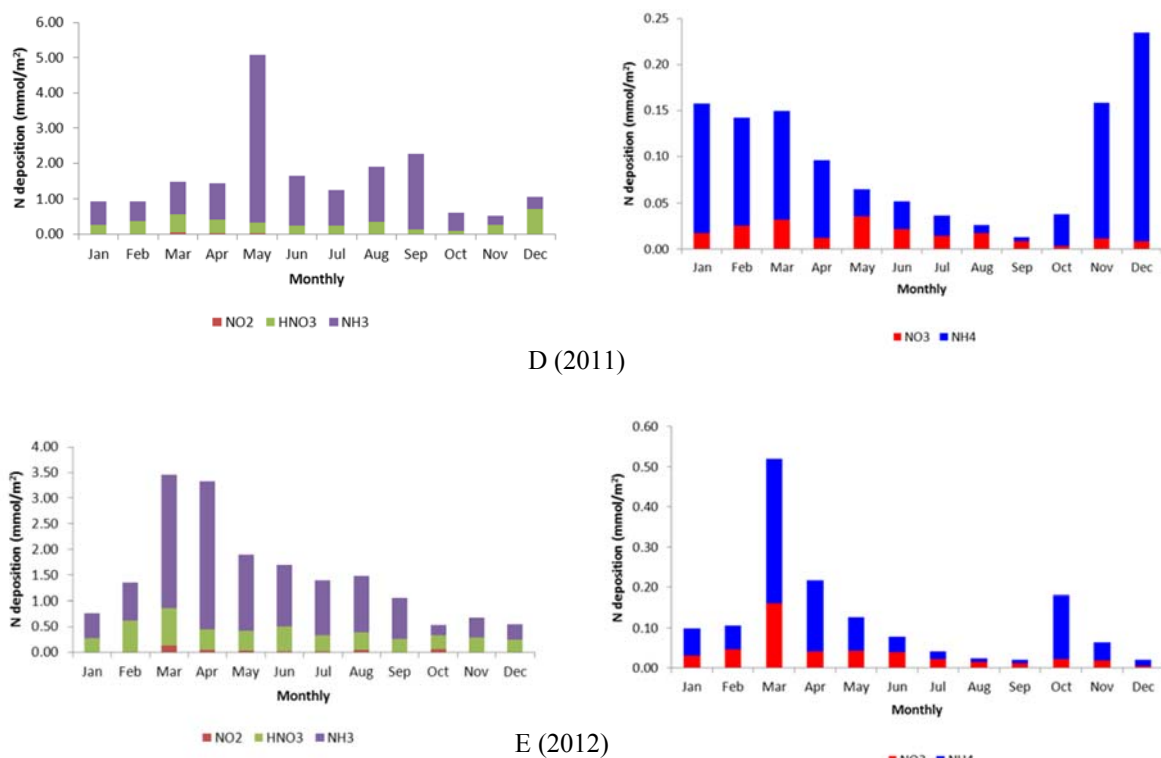 6.00
5.00
4.00
3.00
2.00
1.00
0.00
N deposition (mmol/m²)
Jan Feb Mar Apr May Jun Jul Aug Sep Oct Nov Dec
Monthly
NO2 HNO3 NH3
0.25
0.20
0.15
0.10
0.05
0.00
N deposition (mmol/m²)
Jan Feb Mar Apr May Jun Jul Aug Sep Oct Nov Dec
Monthly
NO3 NH4
D (2011)
4.00
3.50
3.00
2.50
2.00
1.50
1.00
0.50
0.00
N deposition (mmol/m²)
Jan Feb Mar Apr May Jun Jul Aug Sep Oct Nov Dec
Monthly
NO2 HNO3 NH3
0.60
0.50
0.40
0.30
0.20
0.10
0.00
N deposition (mmol/m²)
Jan Feb Mar Apr May Jun Jul Aug Sep Oct Nov Dec
Monthly
E (2012)